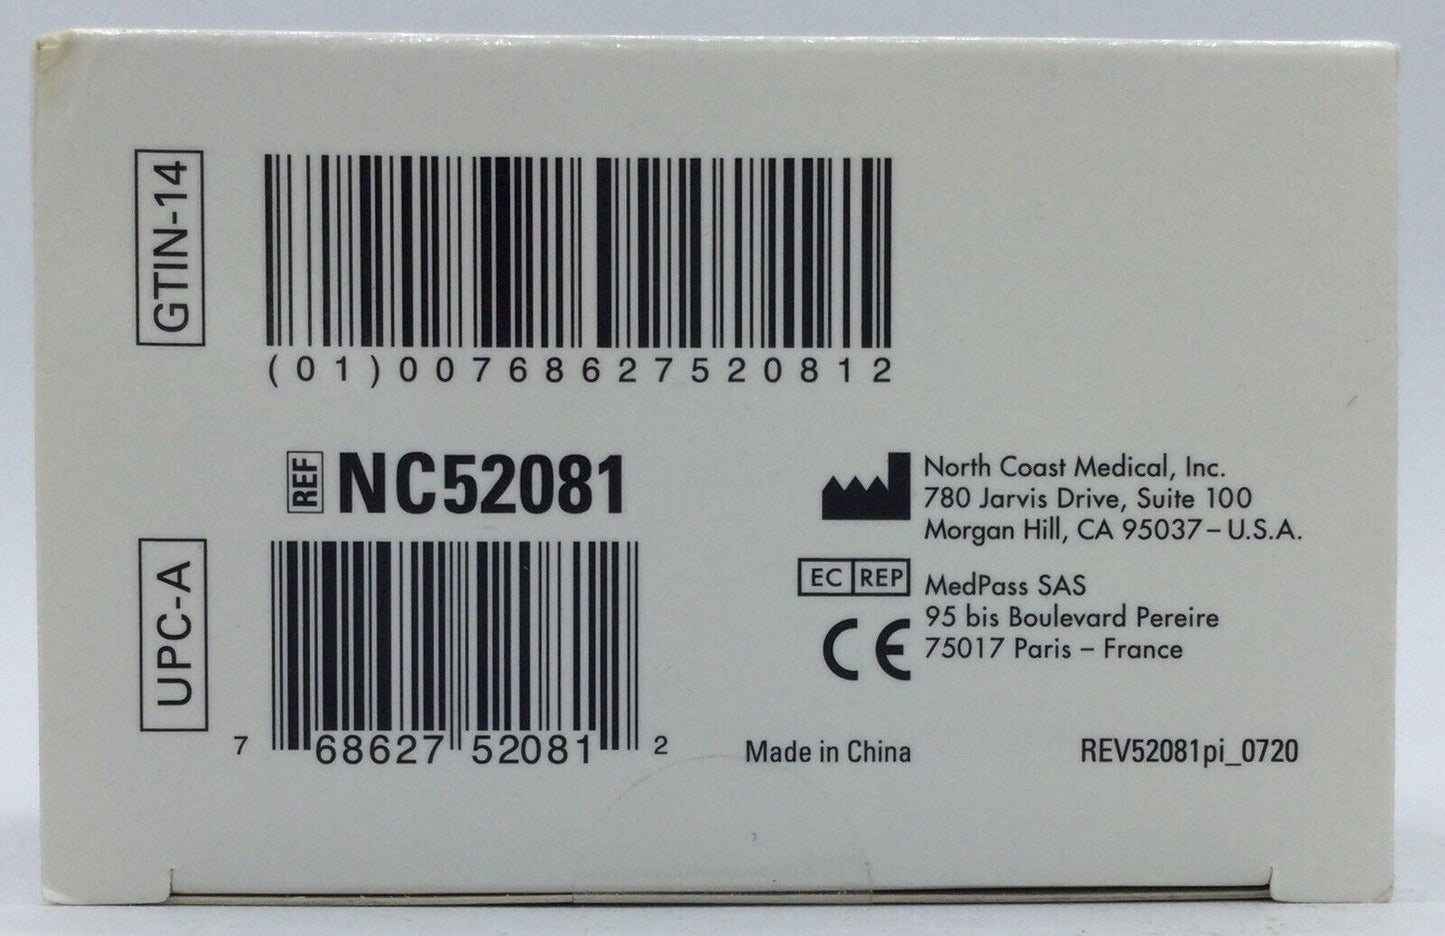 GTIN-14
(01)00768627520812
REF NC52081
UPC-A
7 68627 52081 2
North Coast Medical, Inc.
780 Jarvis Drive, Suite 100
Morgan Hill, CA 95037 – U.S.A.
EC REP
MedPass SAS
95 bis Boulevard Pereire
75017 Paris – France
CE
Made in China
REV52081pi_0720